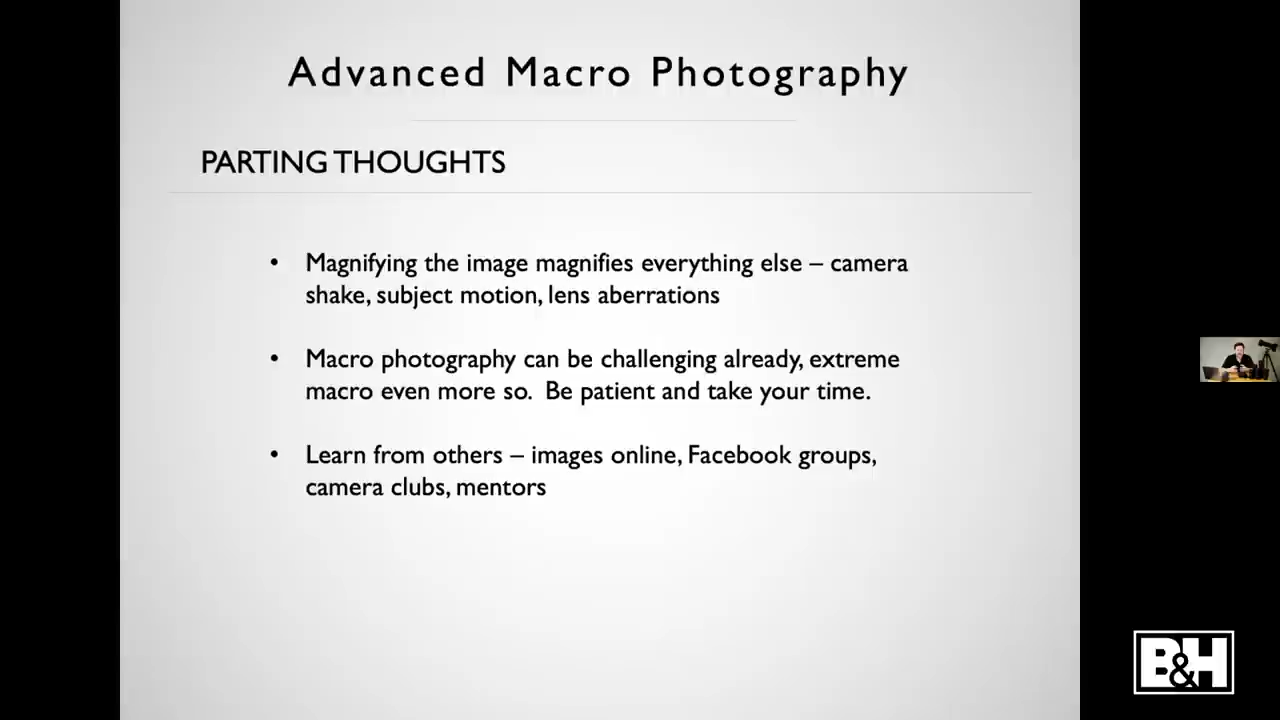 Advanced Macro Photography
PARTING THOUGHTS
• Magnifying the image magnifies everything else – camera
shake, subject motion, lens aberrations
• Macro photography can be challenging already, extreme
macro even more so.  Be patient and take your time.
• Learn from others – images online, Facebook groups,
camera clubs, mentors
B&H